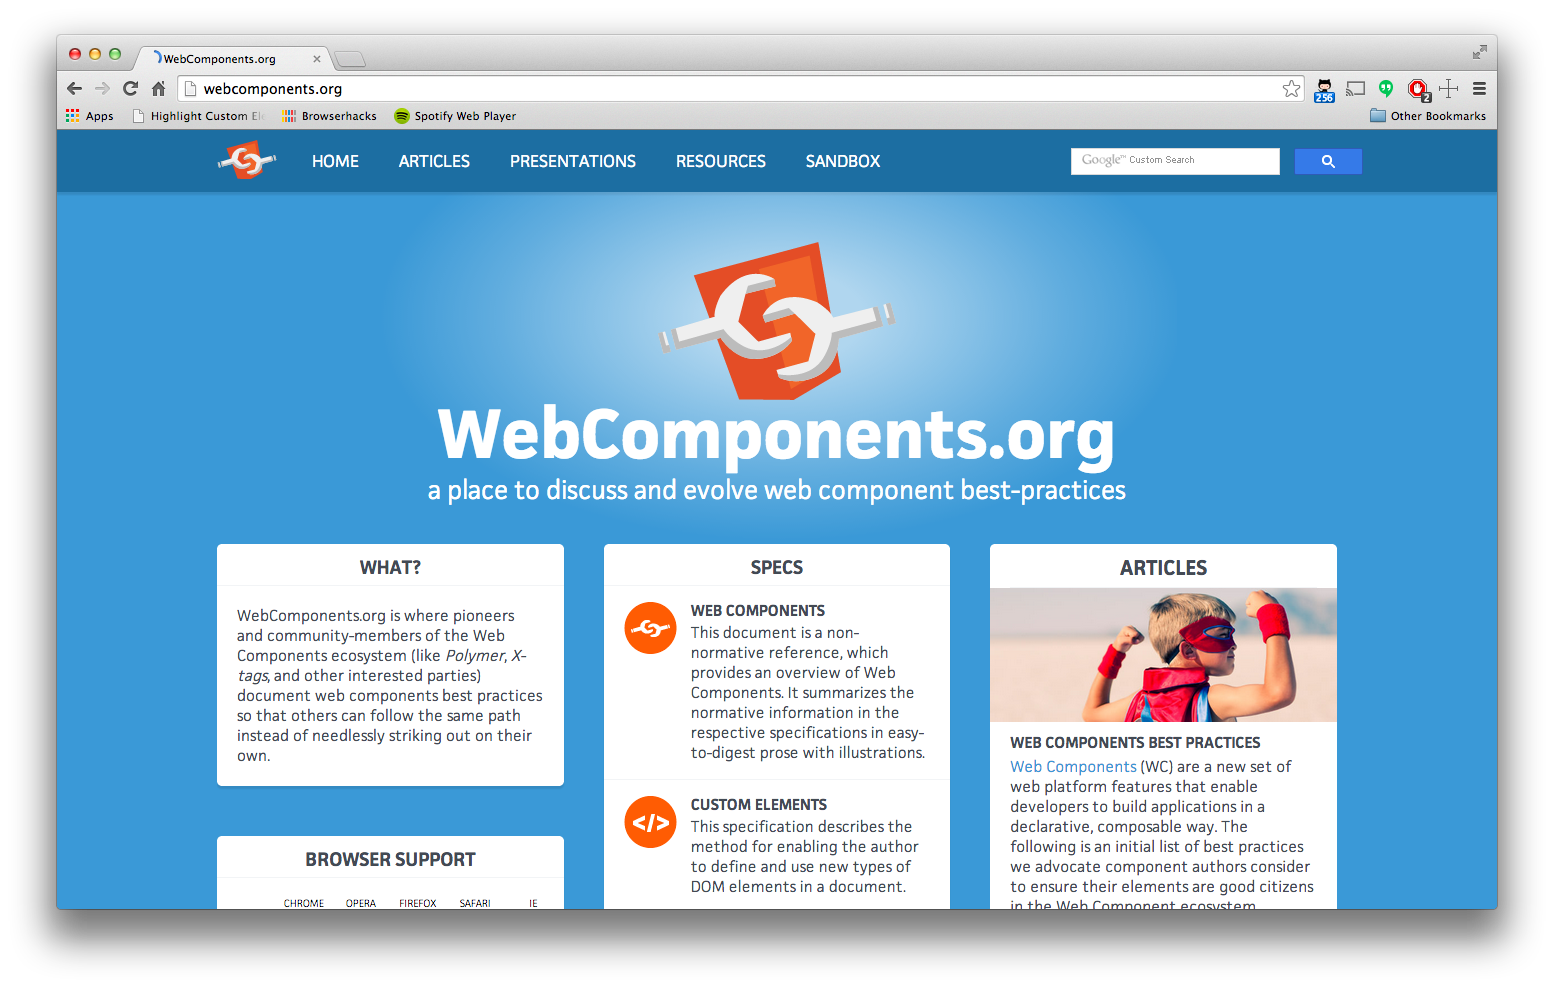 WebComponents.org
webcomponents.org
256
2
Apps
Highlight Custom El
Browserhacks
Spotify Web Player
Other Bookmarks
HOME
ARTICLES
PRESENTATIONS
RESOURCES
SANDBOX
Google™ Custom Search
WebComponents.org
a place to discuss and evolve web component best-practices
WHAT?
WebComponents.org is where pioneers
and community-members of the Web
Components ecosystem (like Polymer, X-
tags, and other interested parties)
document web components best practices
so that others can follow the same path
instead of needlessly striking out on their
own.
BROWSER SUPPORT
CHROME OPERA FIREFOX SAFARI IE
SPECS
WEB COMPONENTS
This document is a non-
normative reference, which
provides an overview of Web
Components. It summarizes the
normative information in the
respective specifications in easy-
to-digest prose with illustrations.
</>
CUSTOM ELEMENTS
This specification describes the
method for enabling the author
to define and use new types of
DOM elements in a document.
ARTICLES
WEB COMPONENTS BEST PRACTICES
Web Components (WC) are a new set of
web platform features that enable
developers to build applications in a
declarative, composable way. The
following is an initial list of best practices
we advocate component authors consider
to ensure their elements are good citizens
in the Web Component ecosystem